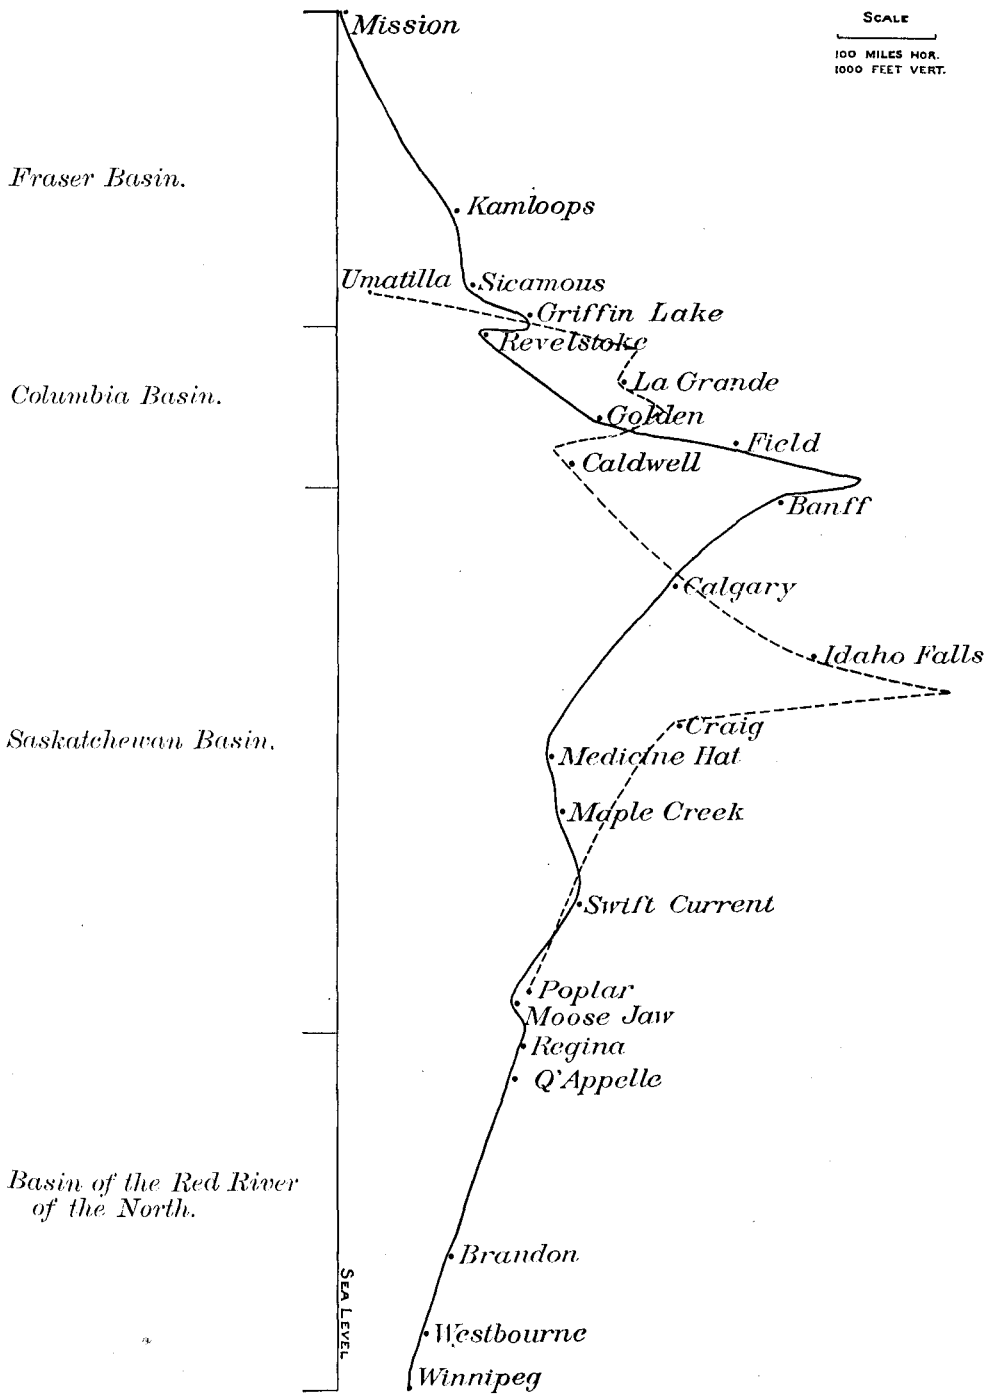 Mission
SCALE
100 MILES HOR.
1000 FEET VERT.
Fraser Basin.
Kamloops
Umatilla
Sicamous
Griffin Lake
Revelstoke
La Grande
Columbia Basin.
Golden
Field
Caldwell
Banff
Calgary
Idaho Falls
Craig
Saskatchewan Basin.
Medicine Hat
Maple Creek
Swift Current
Poplar
Moose Jaw
Regina
Q'Appelle
Basin of the Red River
of the North.
Brandon
SEA LEVEL
Westbourne
Winnipeg